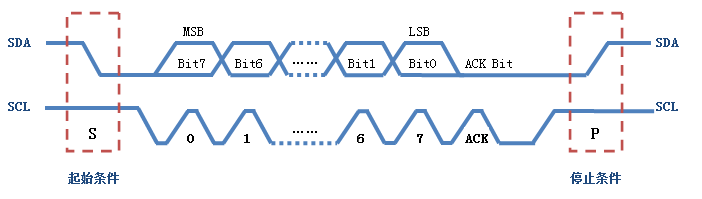 MSB LSB
SDA SDA
Bit7 Bit6 …… Bit1 Bit0 ACK Bit
SCL SCL
S 0 1 …… 6 7 ACK P
起始条件 停止条件